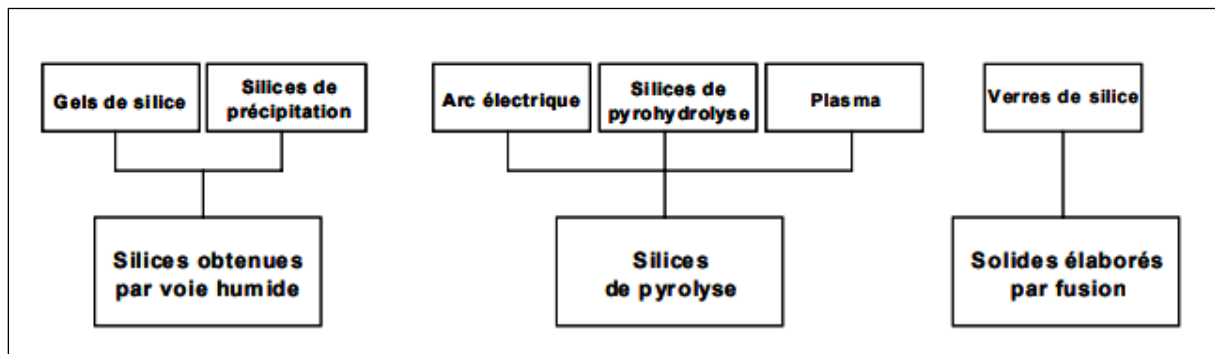 Gels de silice
Silices de
précipitation
Arc électrique
Silices de
pyrohydrolyse
Plasma
Verres de silice
Silices obtenues
par voie humide
Silices
de pyrolyse
Solides élaborés
par fusion